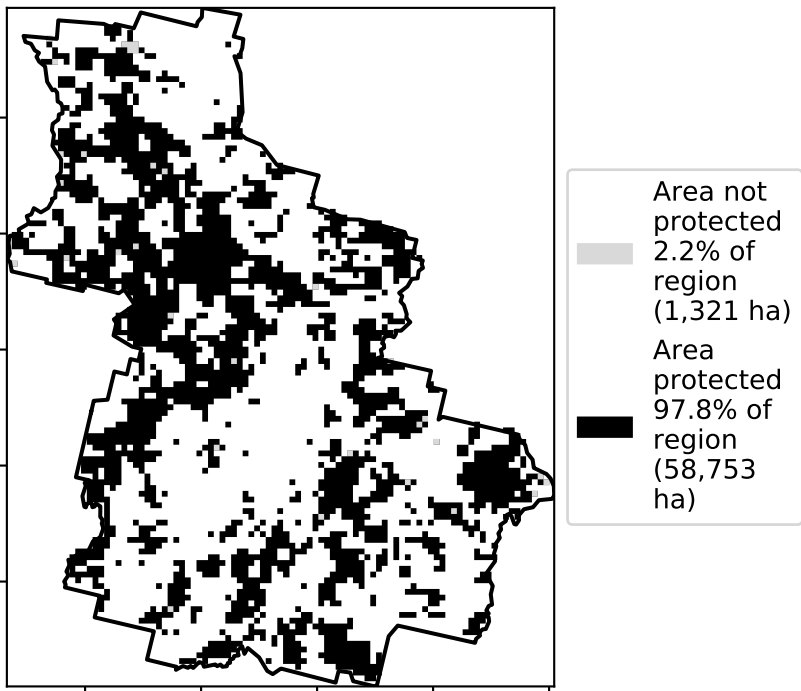 Area not
protected
2.2% of
region
(1,321 ha)
Area
protected
97.8% of
region
(58,753
ha)